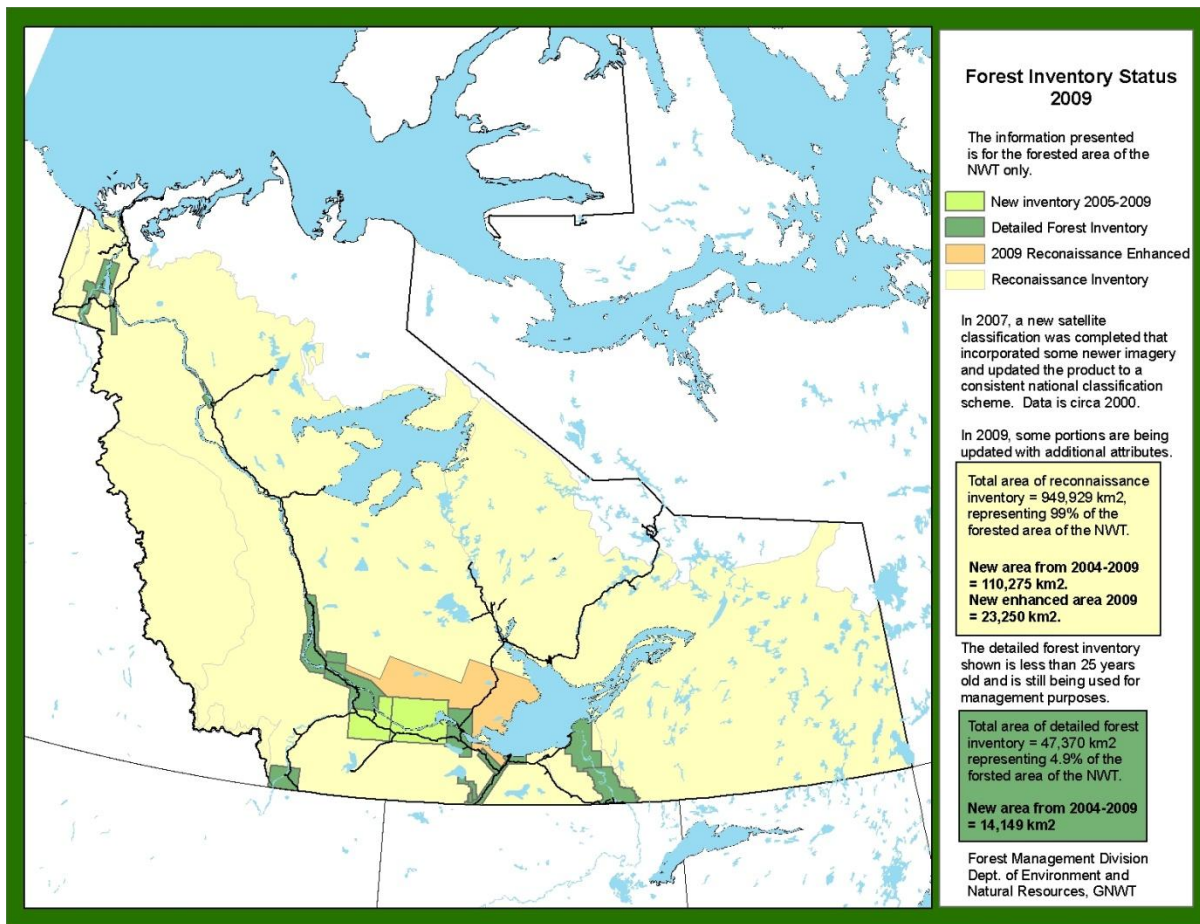 Forest Inventory Status
2009
The information presented
is for the forested area of the
NWT only.
New inventory 2005-2009
Detailed Forest Inventory
2009 Reconaissance Enhanced
Reconaissance Inventory
In 2007, a new satellite
classification was completed that
incorporated some newer imagery
and updated the product to a
consistent national classification
scheme. Data is circa 2000.
In 2009, some portions are being
updated with additional attributes.
Total area of reconnaissance
inventory = 949,929 km2,
representing 99% of the
forested area of the NWT.
New area from 2004-2009
= 110,275 km2.
New enhanced area 2009
= 23,250 km2.
The detailed forest inventory
shown is less than 25 years
old and is still being used for
management purposes.
Total area of detailed forest
inventory = 47,370 km2
representing 4.9% of the
forsted area of the NWT.
New area from 2004-2009
= 14,149 km2
Forest Management Division
Dept. of Environment and
Natural Resources, GNWT